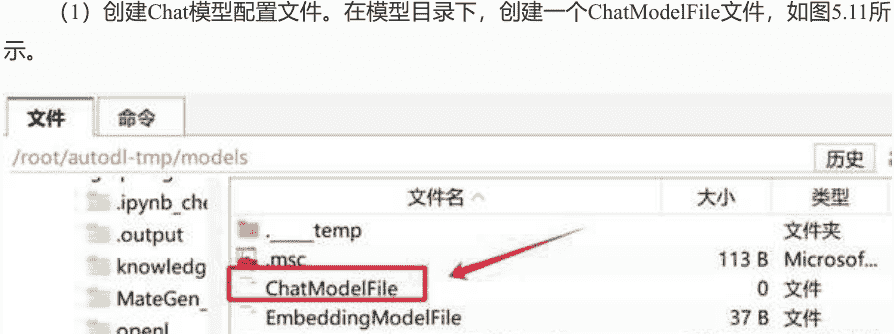 （1）创建Chat模型配置文件。在模型目录下，创建一个ChatModelFile文件，如图5.11所
示。
文件 命令
/root/autodl-tmp/models 历史
文件名 大小 类型
.ipynb_che
.____temp 文件夹
.output
.msc 113 B Microsof...
knowledg
ChatModelFile 0 文件
MateGen_
EmbeddingModelFile 37 B 文件
openl